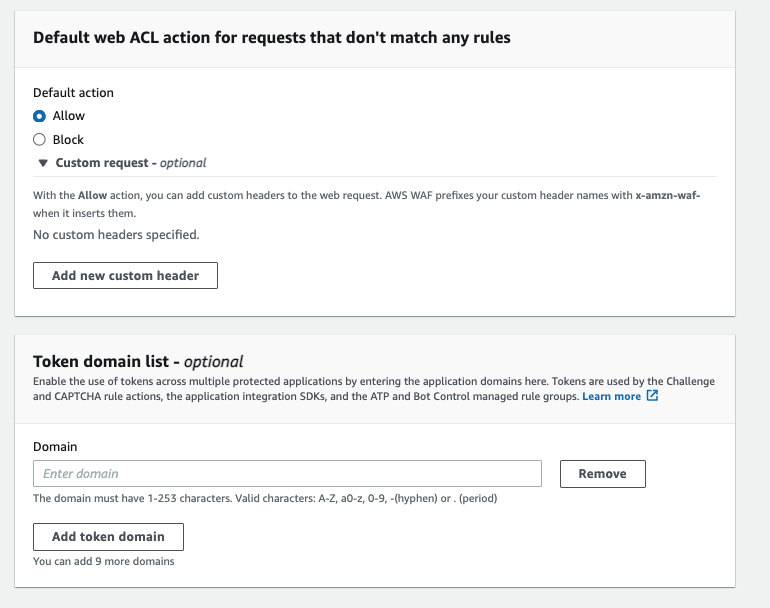 Default web ACL action for requests that don't match any rules
Default action
Allow
Block
Custom request - optional
With the Allow action, you can add custom headers to the web request. AWS WAF prefixes your custom header names with x-amzn-waf-
when it inserts them.
No custom headers specified.
Add new custom header
Token domain list - optional
Enable the use of tokens across multiple protected applications by entering the application domains here. Tokens are used by the Challenge
and CAPTCHA rule actions, the application integration SDKs, and the ATP and Bot Control managed rule groups. Learn more
Domain
Enter domain
Remove
The domain must have 1-253 characters. Valid characters: A-Z, a0-z, 0-9, -(hyphen) or . (period)
Add token domain
You can add 9 more domains